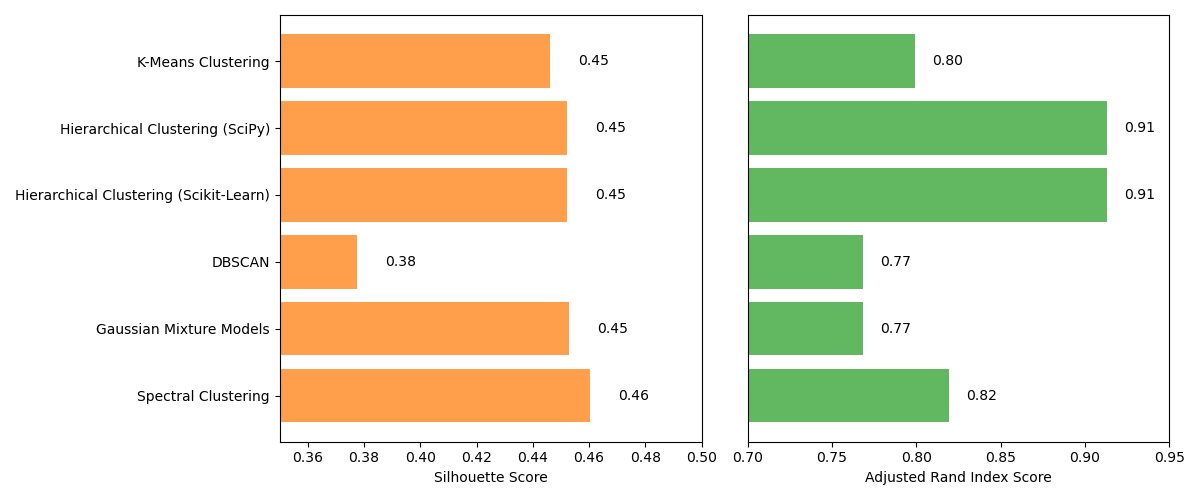 K-Means Clustering 0.45 0.80
Hierarchical Clustering (SciPy) 0.45 0.91
Hierarchical Clustering (Scikit-Learn) 0.45 0.91
DBSCAN 0.38 0.77
Gaussian Mixture Models 0.45 0.77
Spectral Clustering 0.46 0.82
0.36 0.38 0.40 0.42 0.44 0.46 0.48 0.50 0.70 0.75 0.80 0.85 0.90 0.95
Silhouette Score Adjusted Rand Index Score